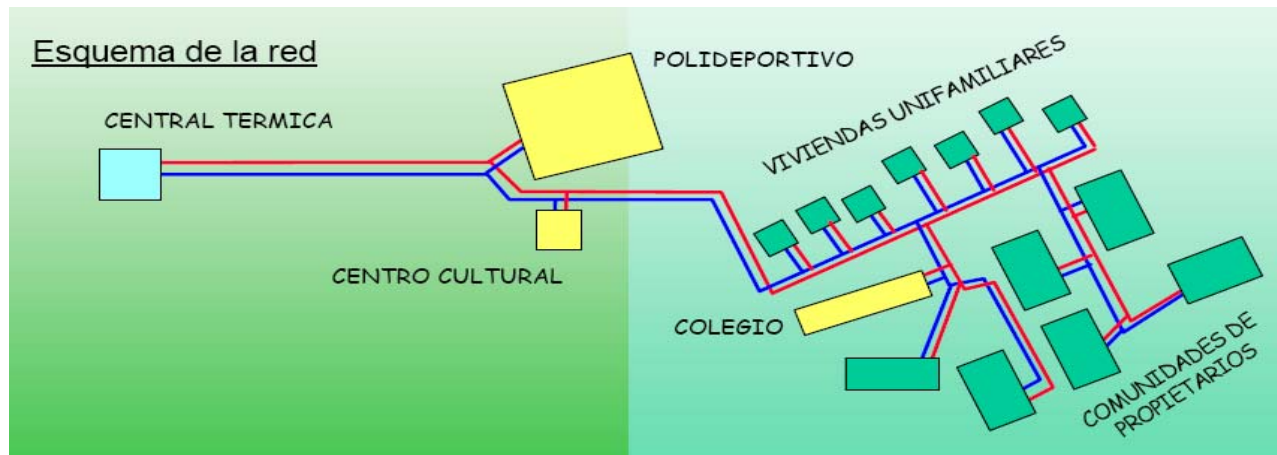 Esquema de la red
POLIDEPORTIVO
CENTRAL TERMICA
VIVIENDAS UNIFAMILIARES
CENTRO CULTURAL
COLEGIO
COMUNIDADES DE
PROPIETARIOS